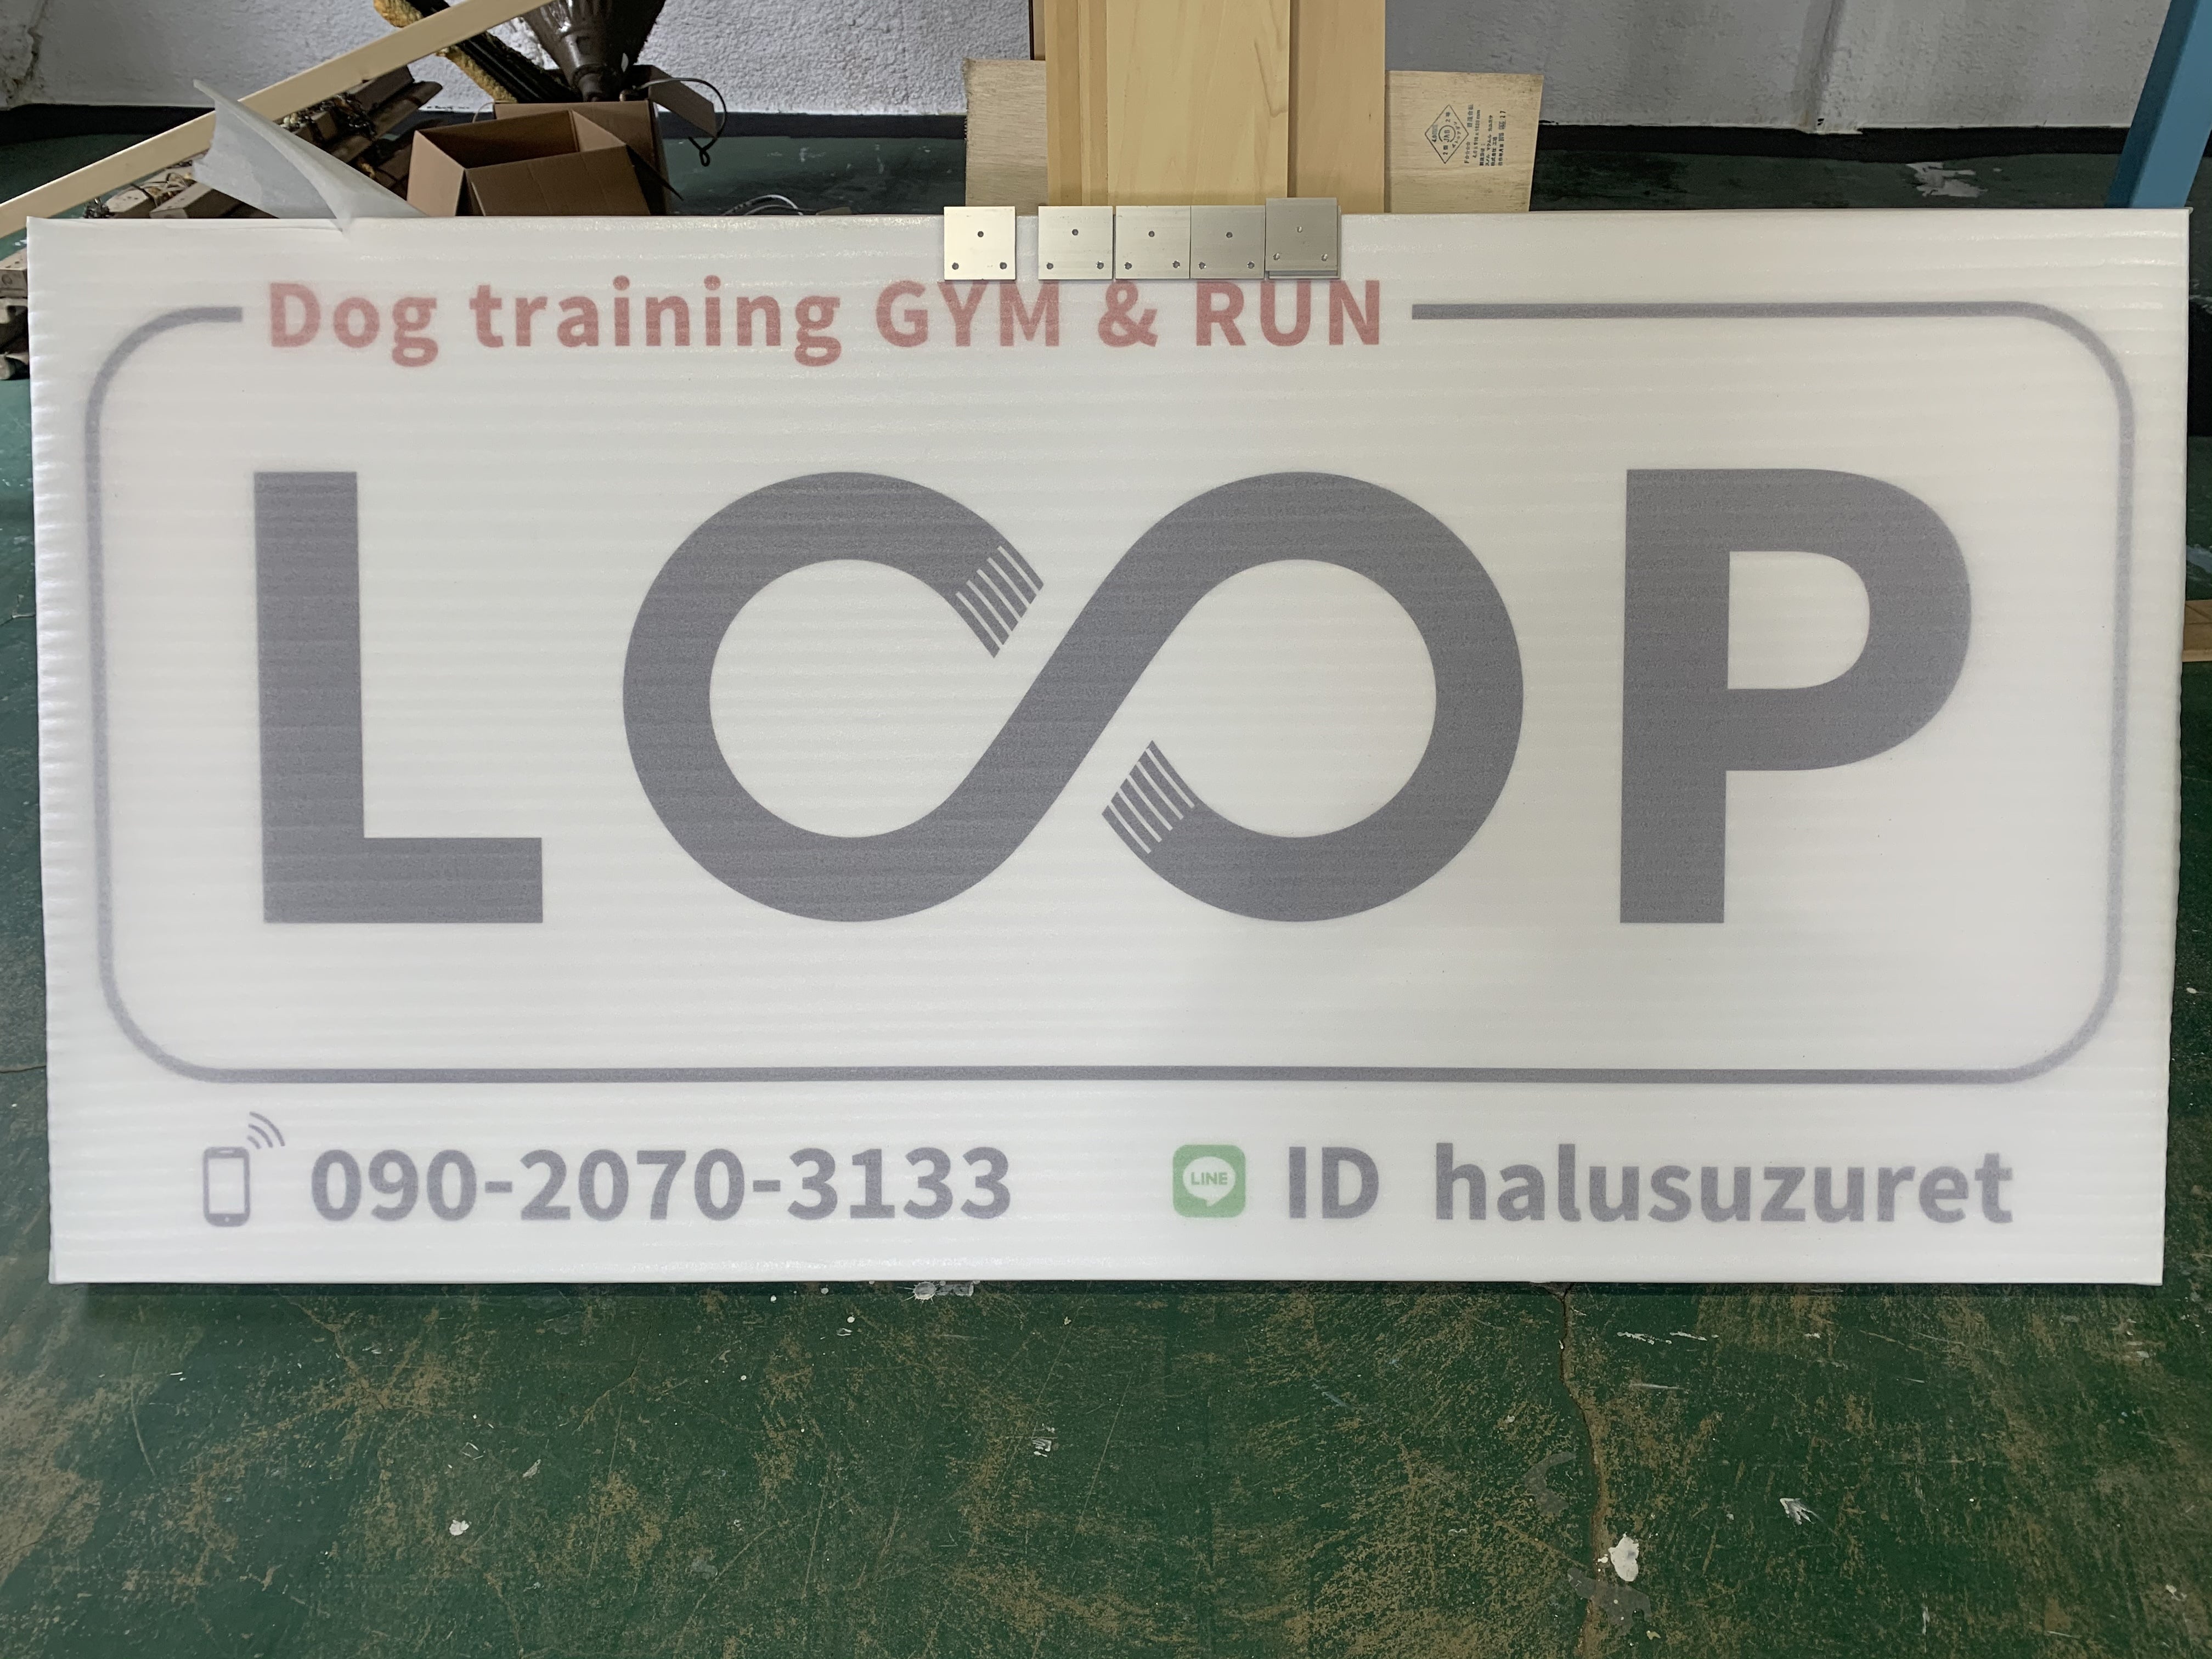 Dog training GYM & RUN
LOOP
090-2070-3133
LINE ID halusuzuret